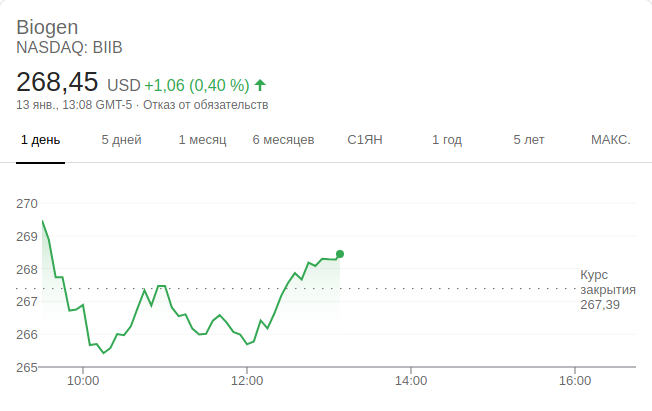 Biogen
NASDAQ: BIIB
268,45 USD +1,06 (0,40 %) ↑
13 янв., 13:08 GMT-5 · Отказ от обязательств
1 день 5 дней 1 месяц 6 месяцев С1ЯН 1 год 5 лет МАКС.
270
269
268
267
266
265
Курс
закрытия
267,39
10:00 12:00 14:00 16:00